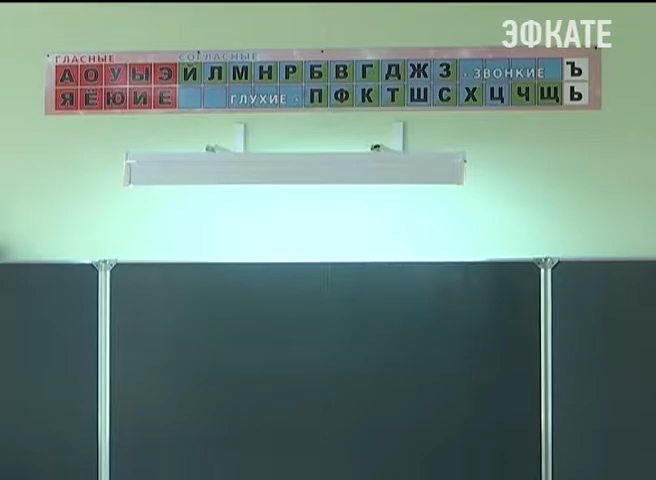 ЭФКАТЕ
ГЛАСНЫЕ СОГЛАСНЫЕ
А О У Ы Э Й Л М Н Р Б В Г Д Ж З - ЗВОНКИЕ Ъ
Я Ё Ю И Е ГЛУХИЕ - П Ф К Т Ш С Х Ц Ч Щ Ь